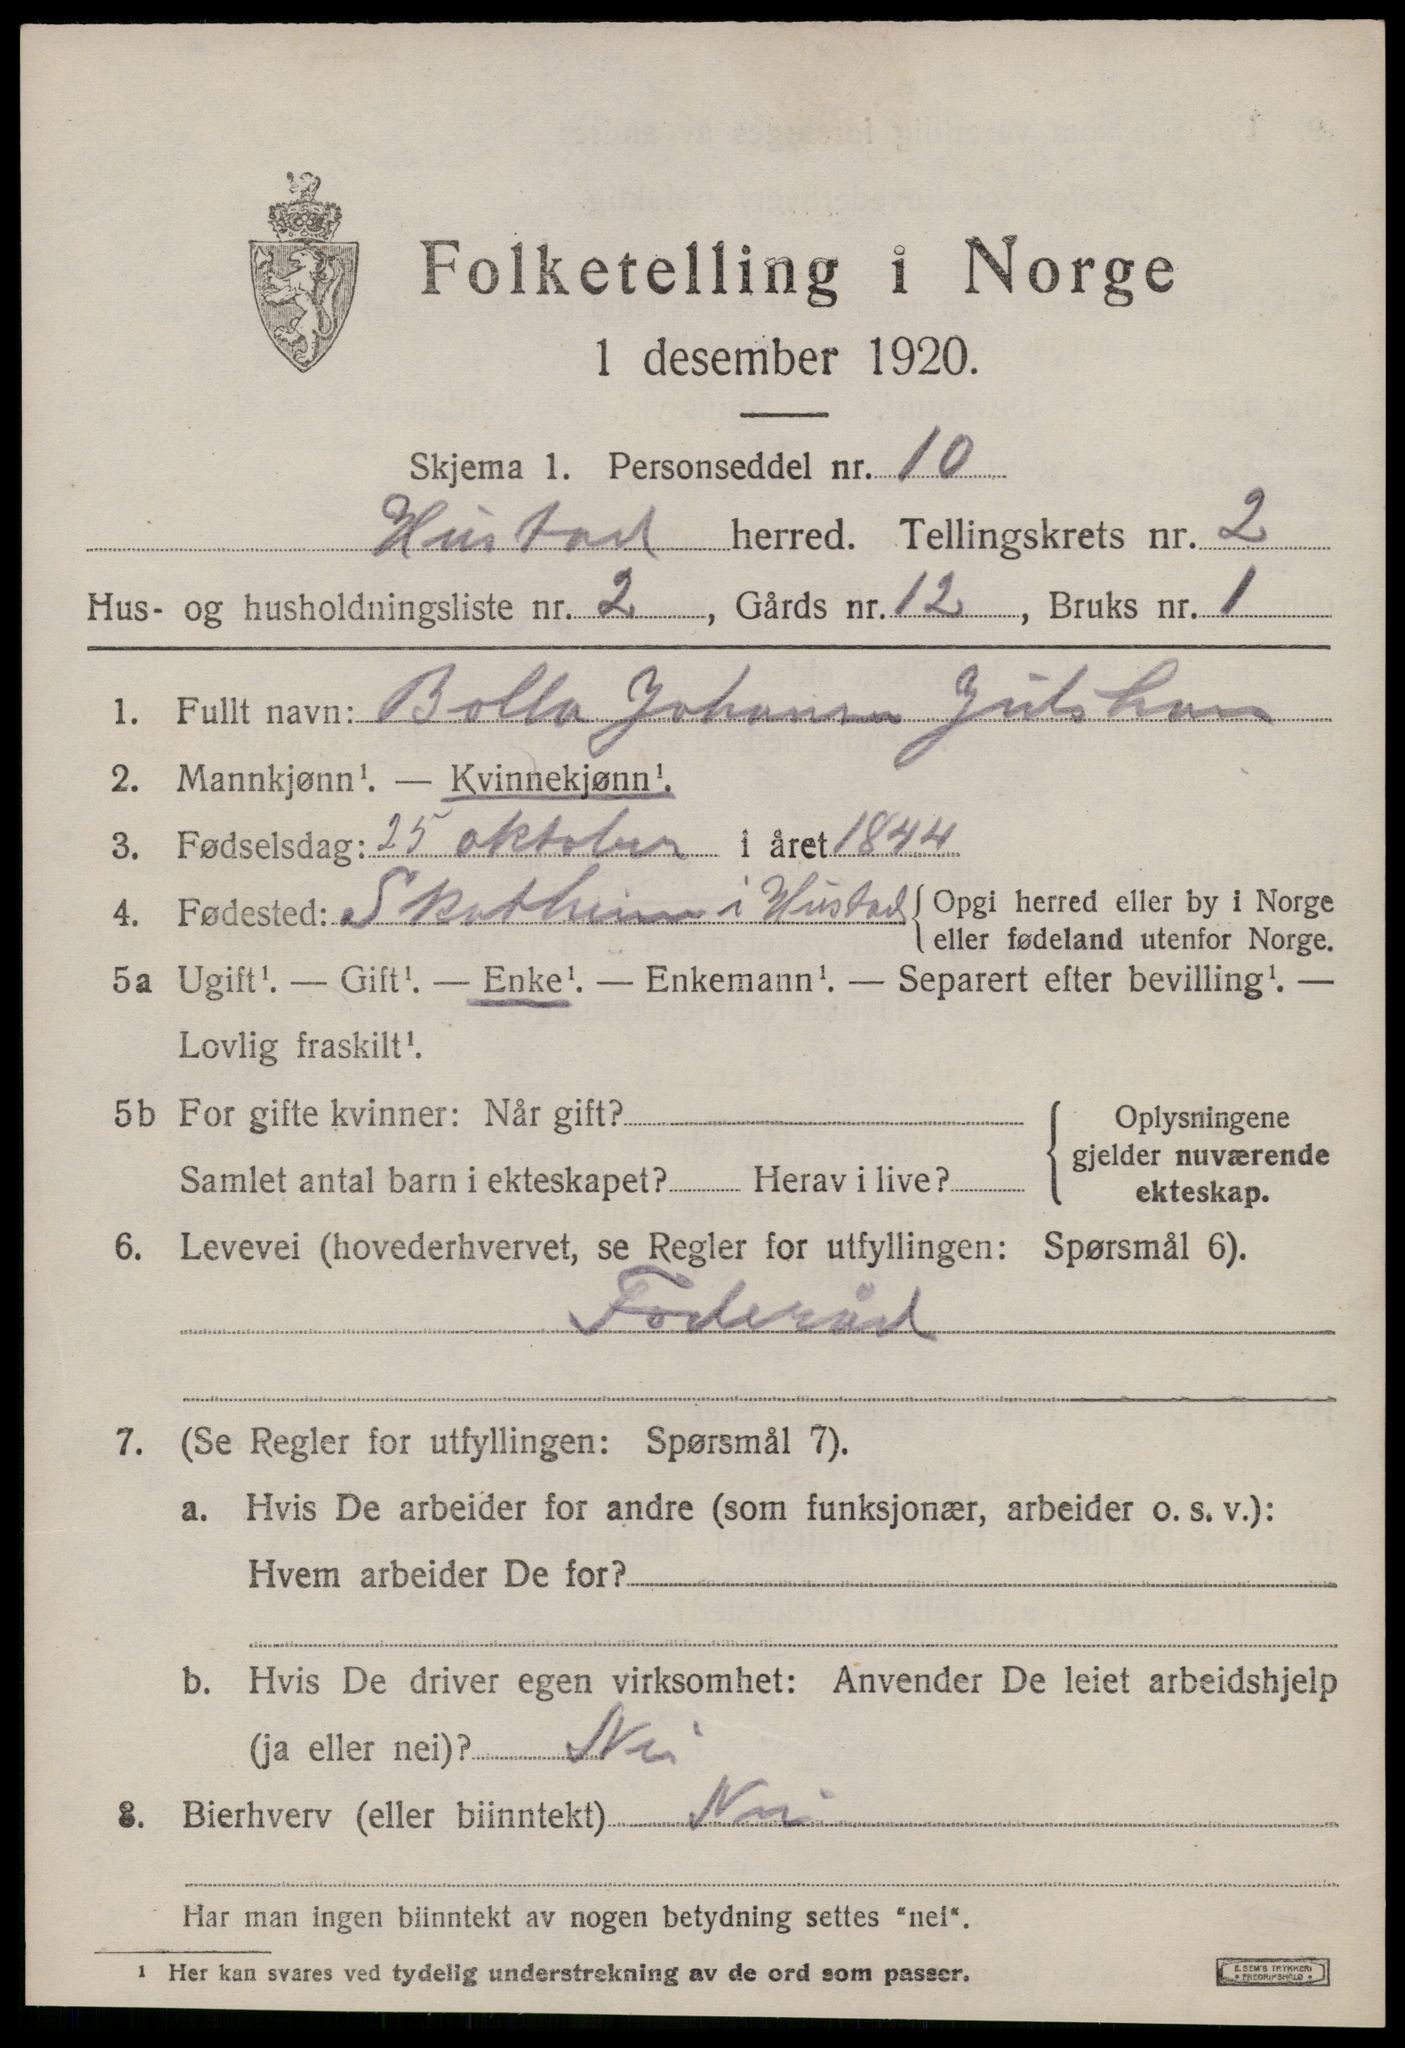 Folketelling i Norge
1 desember 1920.
Skjema 1. Personseddel nr. 10
Hustad herred. Tellingskrets nr. 2
Hus- og husholdningsliste nr. 2, Gårds nr. 12, Bruks nr. 1
1. Fullt navn: Johansen
2. Mannkjønn¹. — Kvinnekjønn¹.
3. Fødselsdag: 25 oktober i året 1844
4. Fødested: i Hustad { Opgi herred eller by i Norge
eller fødeland utenfor Norge.
5a Ugift¹. — Gift¹. — Enke¹. — Enkemann¹. — Separert efter bevilling¹. —
Lovlig fraskilt¹.
5b For gifte kvinner: Når gift?
Samlet antal barn i ekteskapet? Herav i live?
{ Oplysningene
gjelder nuværende
ekteskap.
6. Levevei (hovederhvervet, se Regler for utfyllingen: Spørsmål 6).
Föderåd
7. (Se Regler for utfyllingen: Spørsmål 7).
a. Hvis De arbeider for andre (som funksjonær, arbeider o. s. v.):
Hvem arbeider De for?
b. Hvis De driver egen virksomhet: Anvender De leiet arbeidshjelp
(ja eller nei)? Nei
8. Bierhverv (eller biinntekt) Nei
Har man ingen biinntekt av nogen betydning settes "nei".
¹ Her kan svares ved tydelig understrekning av de ord som passer.
E. SEM'S TRYKKERI
• FREDRIKSHALD •